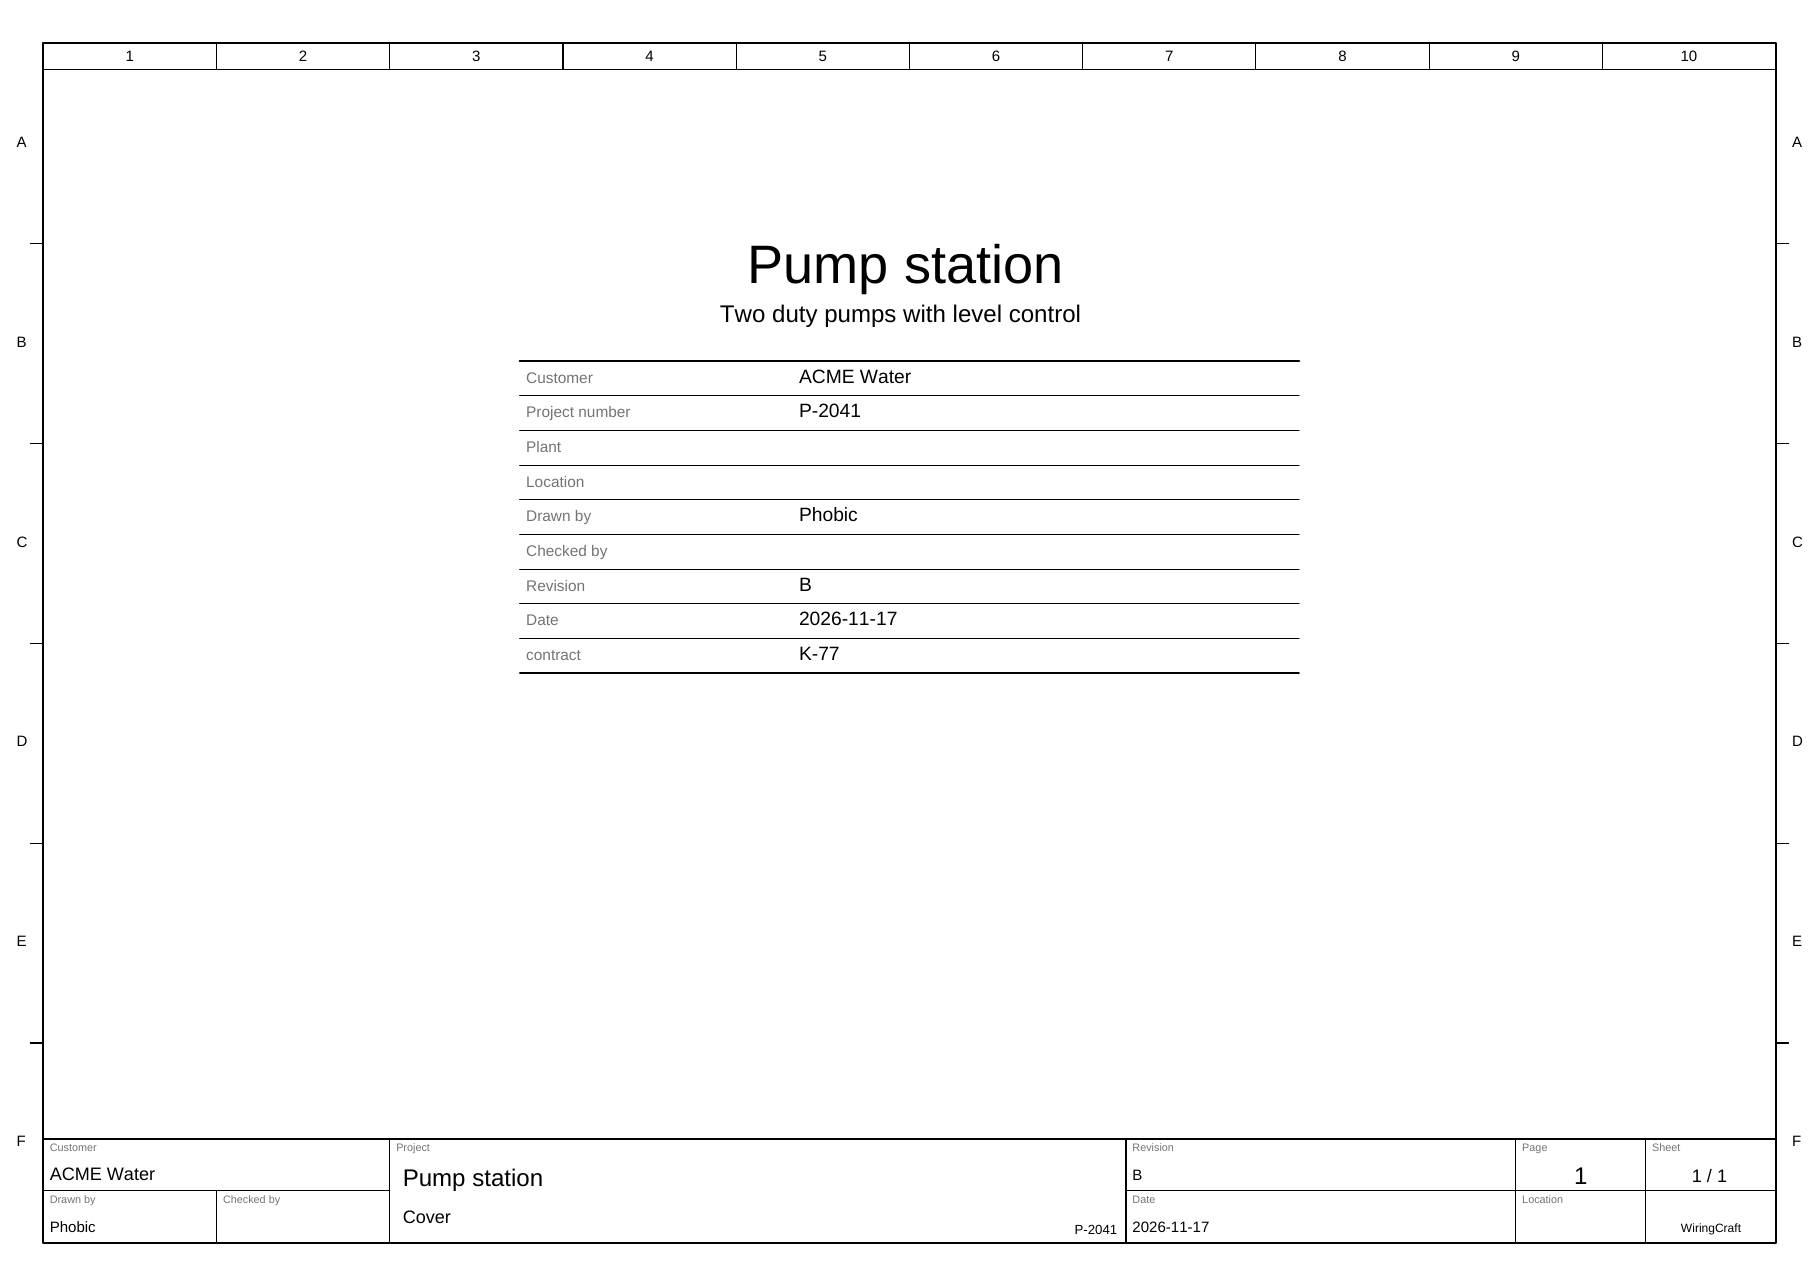 1 2 3 4 5 6 7 8 9 10
A A
Pump station
Two duty pumps with level control
B B
Customer ACME Water
Project number P-2041
Plant
Location
Drawn by Phobic
C C
Checked by
Revision B
Date 2026-11-17
contract K-77
D D
E E
F F
Customer Project Revision Page Sheet
ACME Water Pump station B 1 1 / 1
Drawn by Checked by Date Location
Phobic Cover P-2041 2026-11-17 WiringCraft